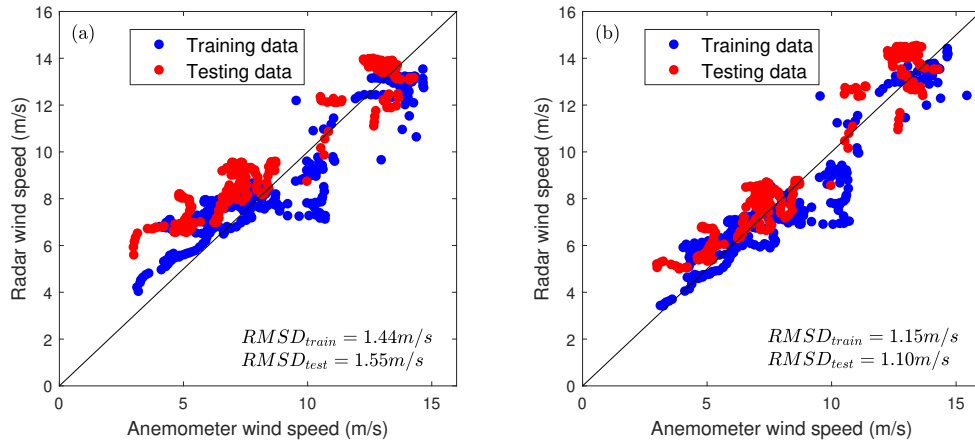 (a)
Training data
Testing data
Radar wind speed (m/s)
16
14
12
10
8
6
4
2
0
RMSD_train = 1.44m/s
RMSD_test = 1.55m/s
0 5 10 15
Anemometer wind speed (m/s)
(b)
Training data
Testing data
Radar wind speed (m/s)
16
14
12
10
8
6
4
2
0
RMSD_train = 1.15m/s
RMSD_test = 1.10m/s
0 5 10 15
Anemometer wind speed (m/s)